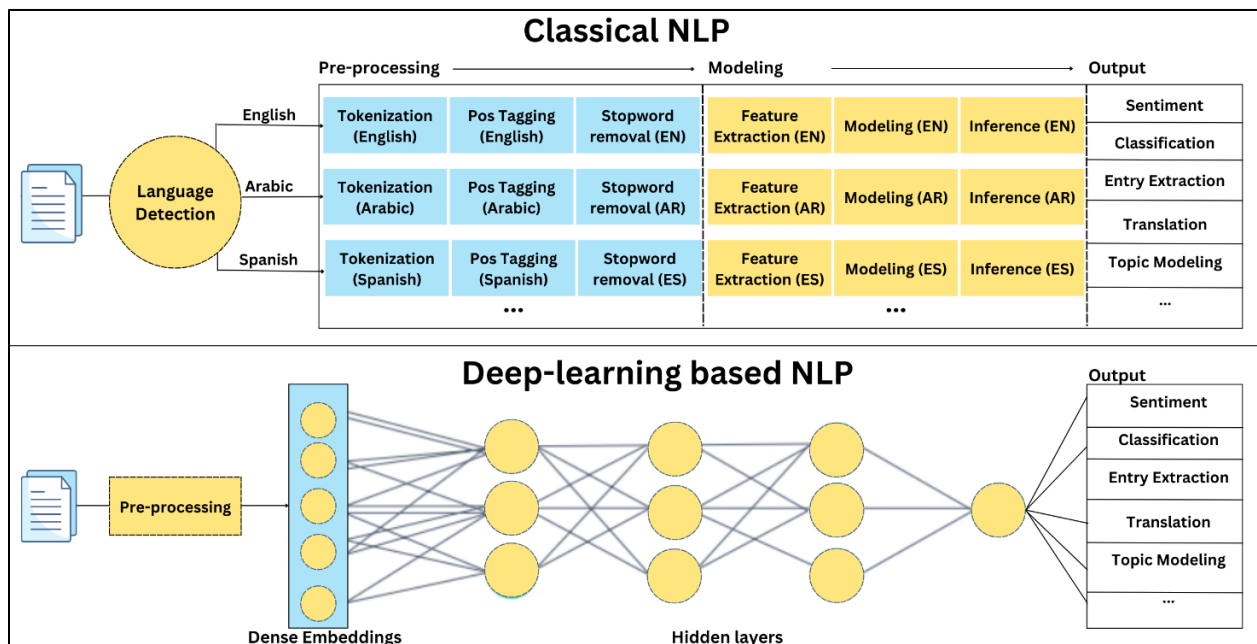 Classical NLP
Pre-processing
Modeling
Output
English
Arabic
Spanish
Language
Detection
Tokenization
(English)
Pos Tagging
(English)
Stopword
removal (EN)
Feature
Extraction (EN)
Modeling (EN)
Inference (EN)
Tokenization
(Arabic)
Pos Tagging
(Arabic)
Stopword
removal (AR)
Feature
Extraction (AR)
Modeling (AR)
Inference (AR)
Tokenization
(Spanish)
Pos Tagging
(Spanish)
Stopword
removal (ES)
Feature
Extraction (ES)
Modeling (ES)
Inference (ES)
...
...
Sentiment
Classification
Entry Extraction
Translation
Topic Modeling
...
Deep-learning based NLP
Output
Pre-processing
Sentiment
Classification
Entry Extraction
Translation
Topic Modeling
...
Dense Embeddings
Hidden layers